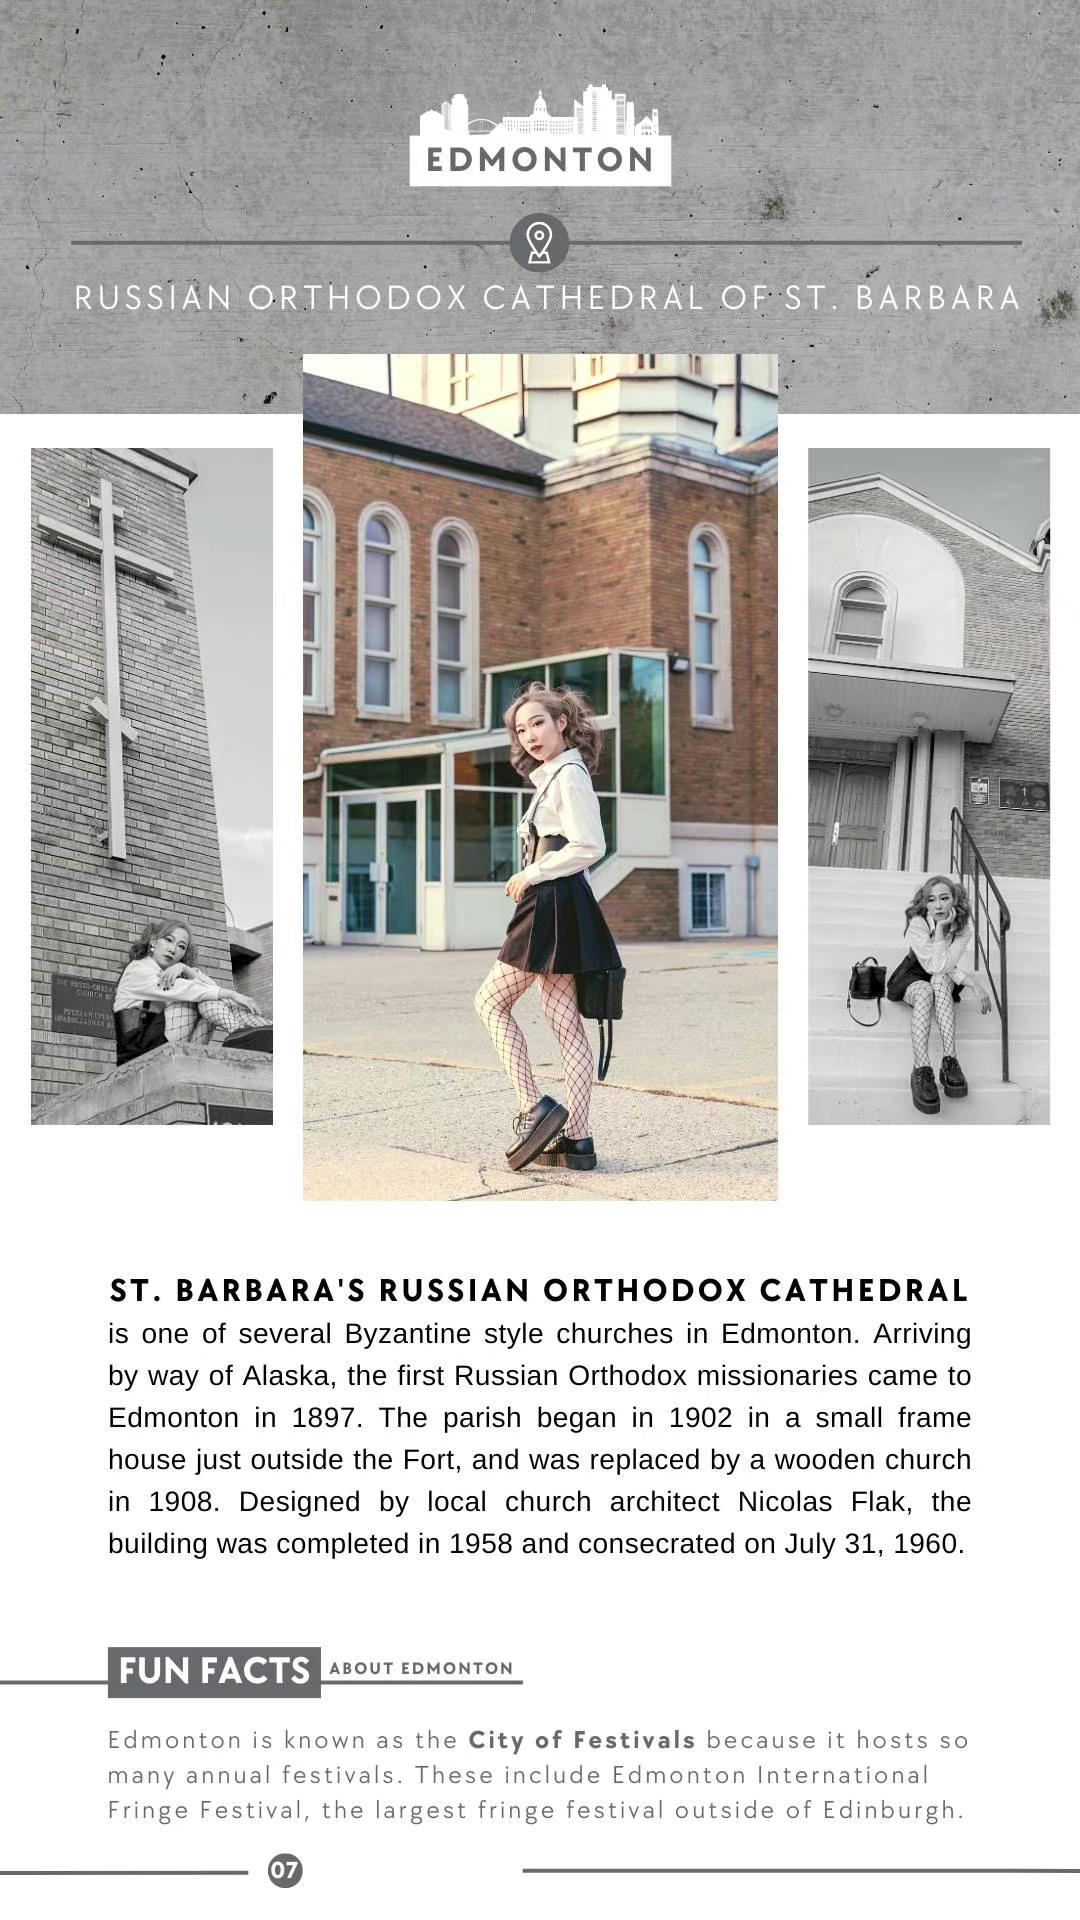 EDMONTON
RUSSIAN ORTHODOX CATHEDRAL OF ST. BARBARA
THE RUSSO-GREEK
CHURCH OF
ST. BARBARA'S RUSSIAN ORTHODOX CATHEDRAL
is one of several Byzantine style churches in Edmonton. Arriving
by way of Alaska, the first Russian Orthodox missionaries came to
Edmonton in 1897. The parish began in 1902 in a small frame
house just outside the Fort, and was replaced by a wooden church
in 1908. Designed by local church architect Nicolas Flak, the
building was completed in 1958 and consecrated on July 31, 1960.
FUN FACTS ABOUT EDMONTON
Edmonton is known as the City of Festivals because it hosts so
many annual festivals. These include Edmonton International
Fringe Festival, the largest fringe festival outside of Edinburgh.
07